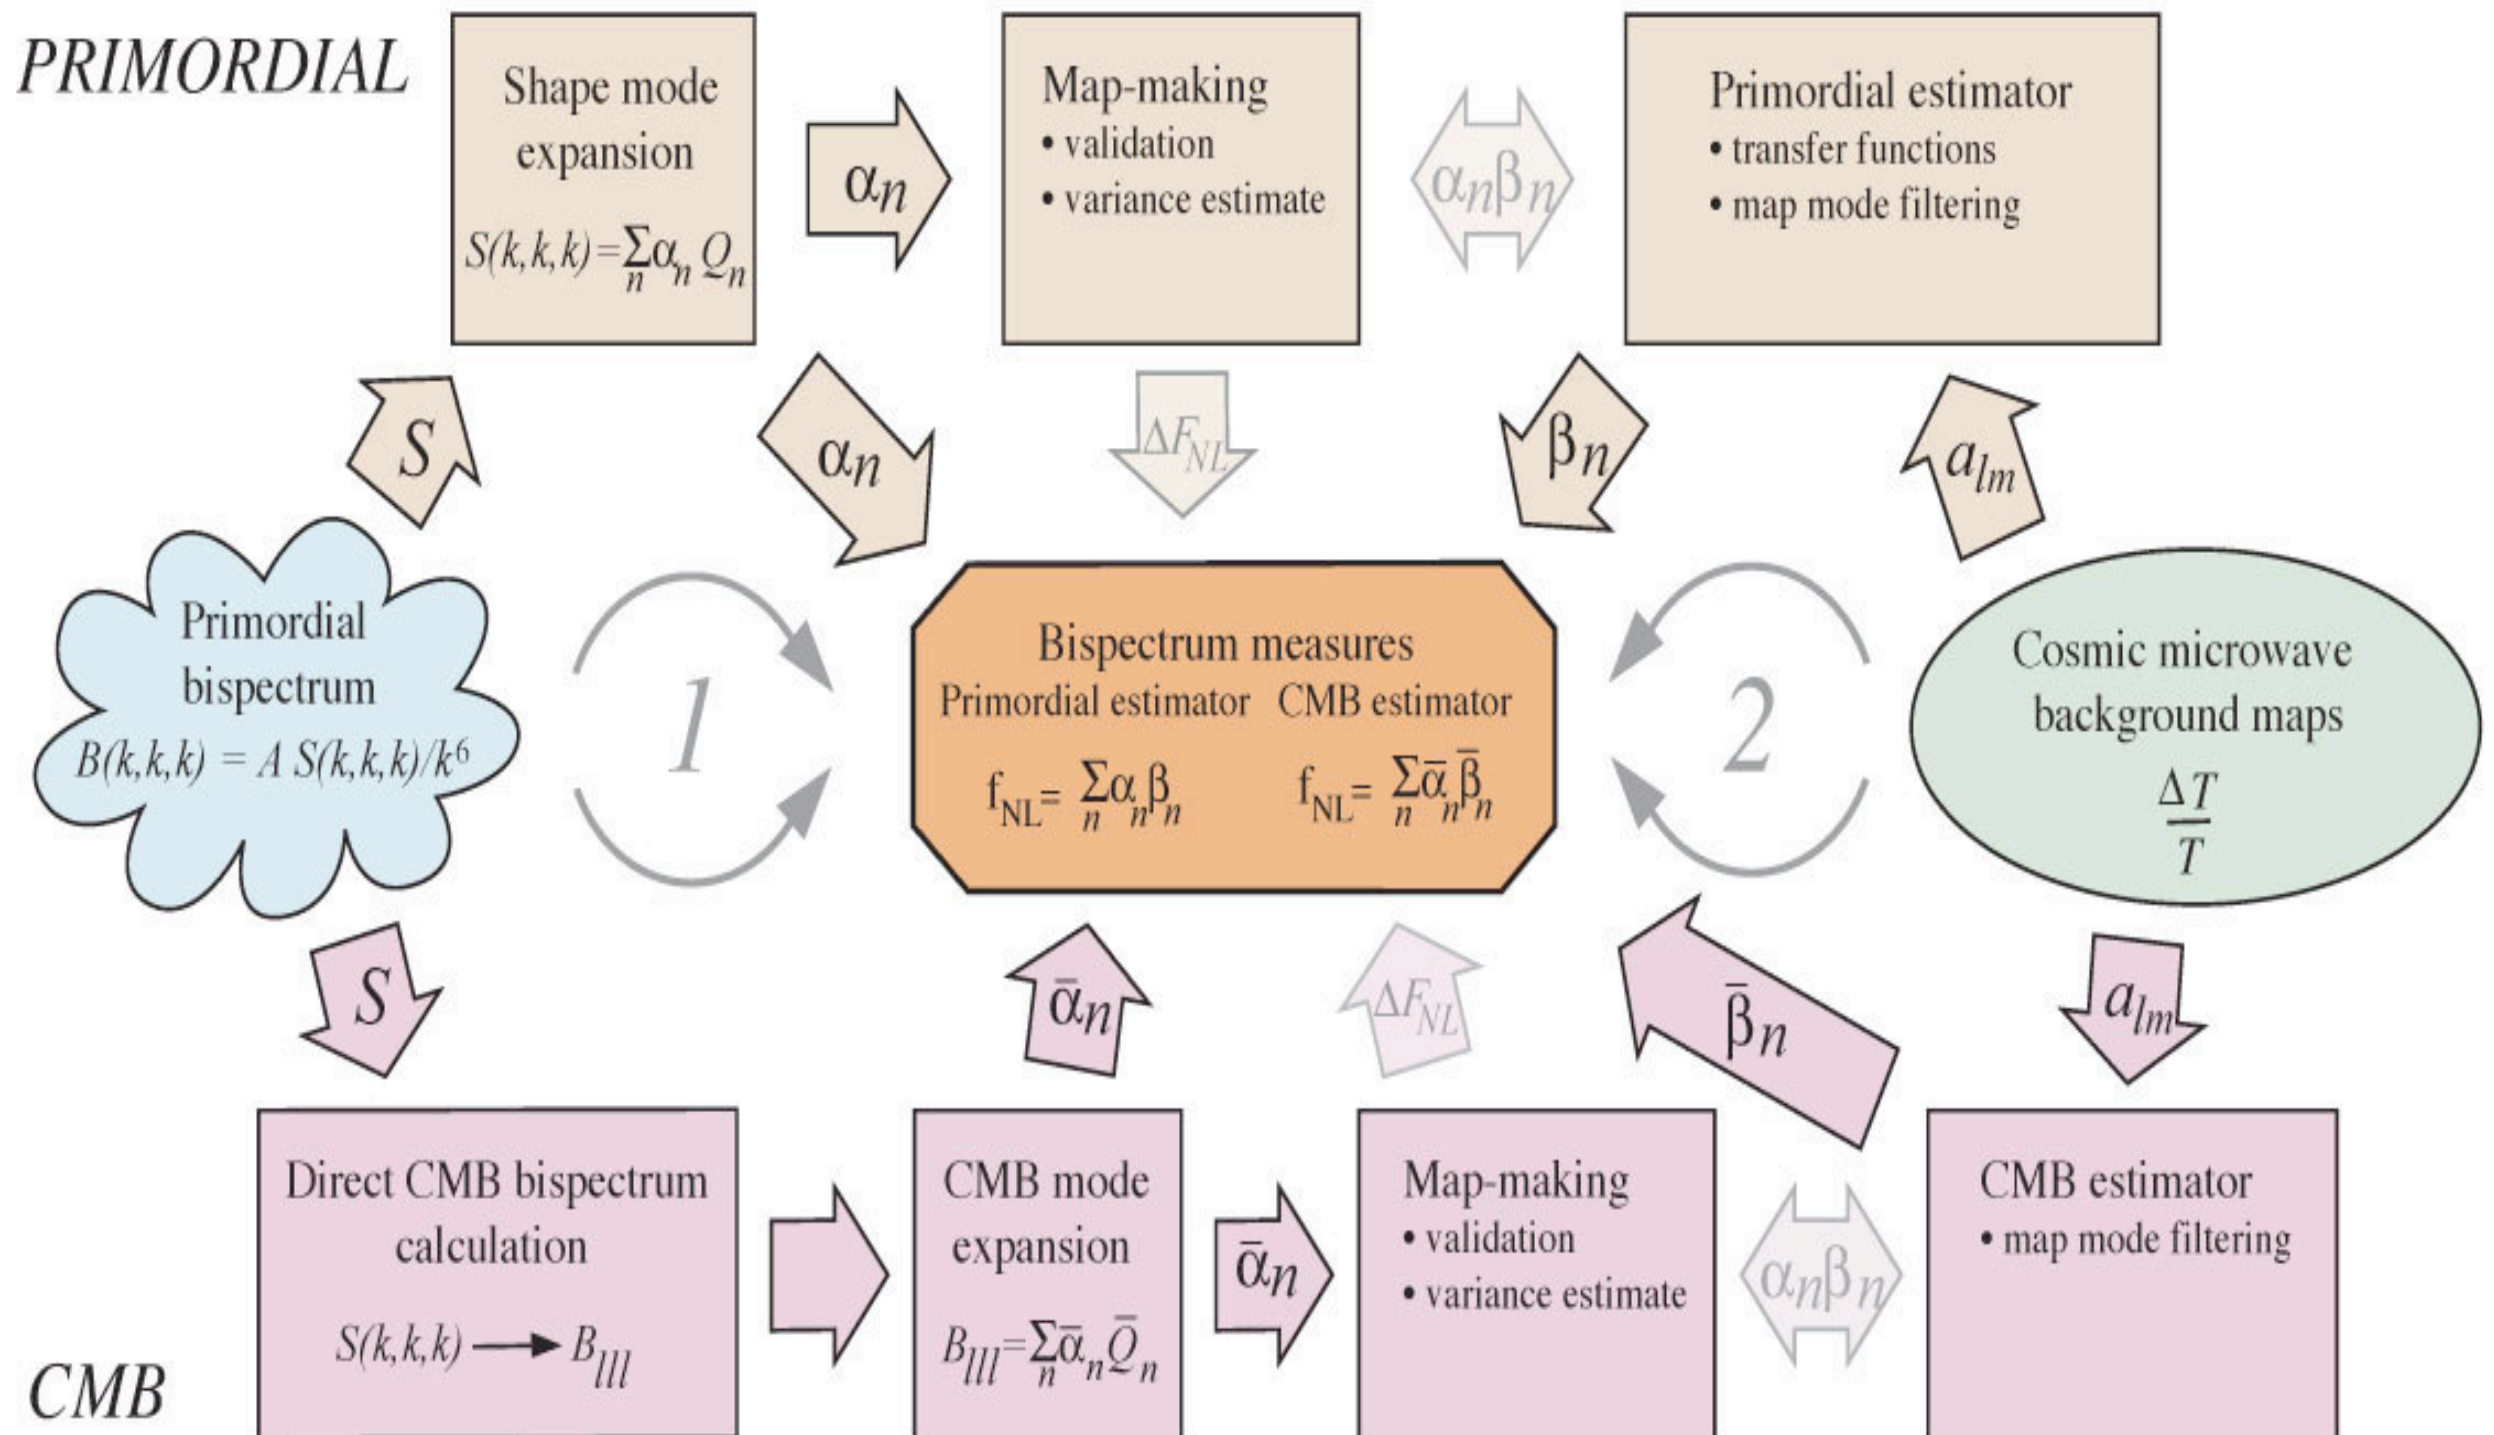 PRIMORDIAL
Shape mode
expansion
S(k,k,k)=Σαn Qn
n
αn
Map-making
• validation
• variance estimate
αnβn
Primordial estimator
• transfer functions
• map mode filtering
S
αn
ΔFNL
βn
alm
Primordial
bispectrum
B(k,k,k) = A S(k,k,k)/k⁶
1
Bispectrum measures
Primordial estimator CMB estimator
fNL= Σαnβn fNL= Σᾱnβ̄n
n n
2
Cosmic microwave
background maps
ΔT
T
S
ᾱn
ΔFNL
β̄n
alm
Direct CMB bispectrum
calculation
S(k,k,k) → Blll
CMB mode
expansion
Blll=Σᾱn Q̄n
n
ᾱn
Map-making
• validation
• variance estimate
αnβn
CMB estimator
• map mode filtering
CMB